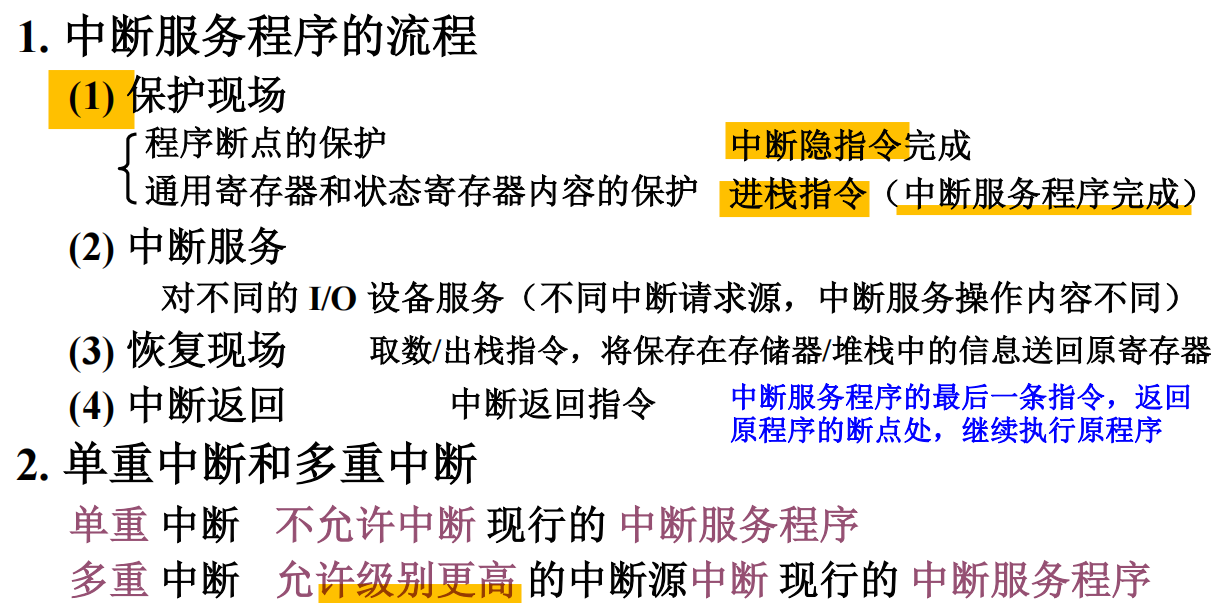 1. 中断服务程序的流程
(1) 保护现场
程序断点的保护 中断隐指令完成
通用寄存器和状态寄存器内容的保护 进栈指令（中断服务程序完成）
(2) 中断服务
对不同的 I/O 设备服务（不同中断请求源，中断服务操作内容不同）
(3) 恢复现场 取数/出栈指令，将保存在存储器/堆栈中的信息送回原寄存器
(4) 中断返回 中断返回指令 中断服务程序的最后一条指令，返回
原程序的断点处，继续执行原程序
2. 单重中断和多重中断
单重 中断 不允许中断 现行的 中断服务程序
多重 中断 允许级别更高 的中断源中断 现行的 中断服务程序